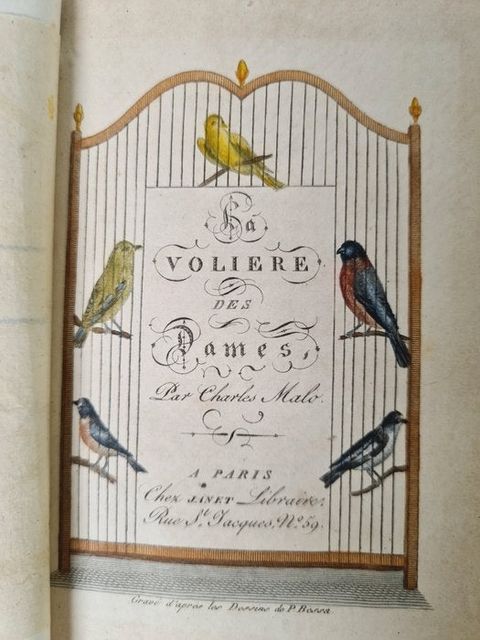 La
VOLIERE
DES
Dames,
Par Charles Malo.
A PARIS
Chez JANET Libraire,
Rue St. Jacques, No. 59.
Gravé d'après les Dessins de P. Bessa